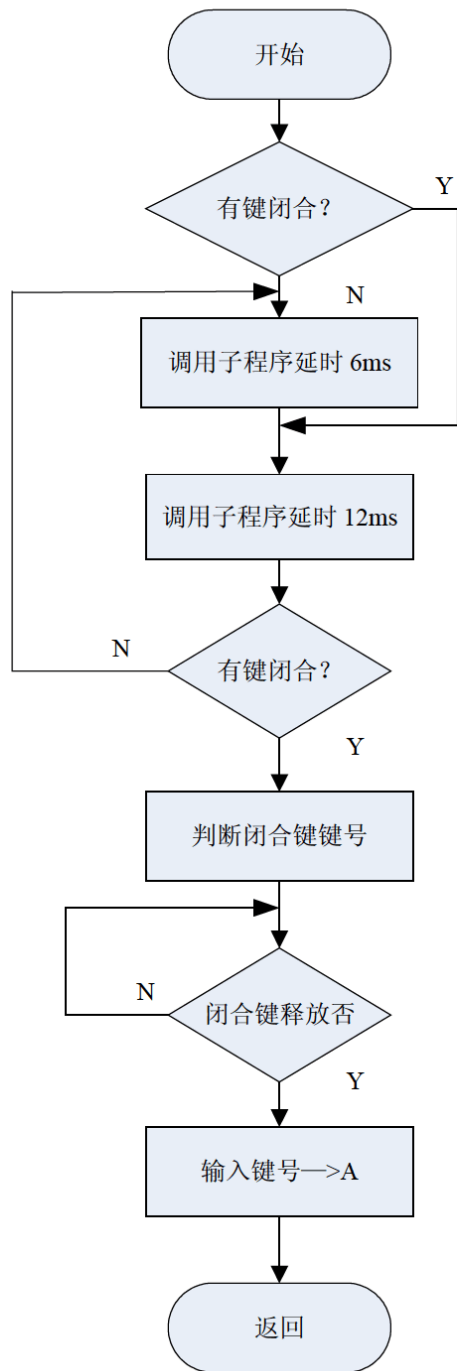 开始
有键闭合?
Y
N
调用子程序延时 6ms
调用子程序延时 12ms
N
有键闭合?
Y
判断闭合键键号
N
闭合键释放否
Y
输入键号—>A
返回